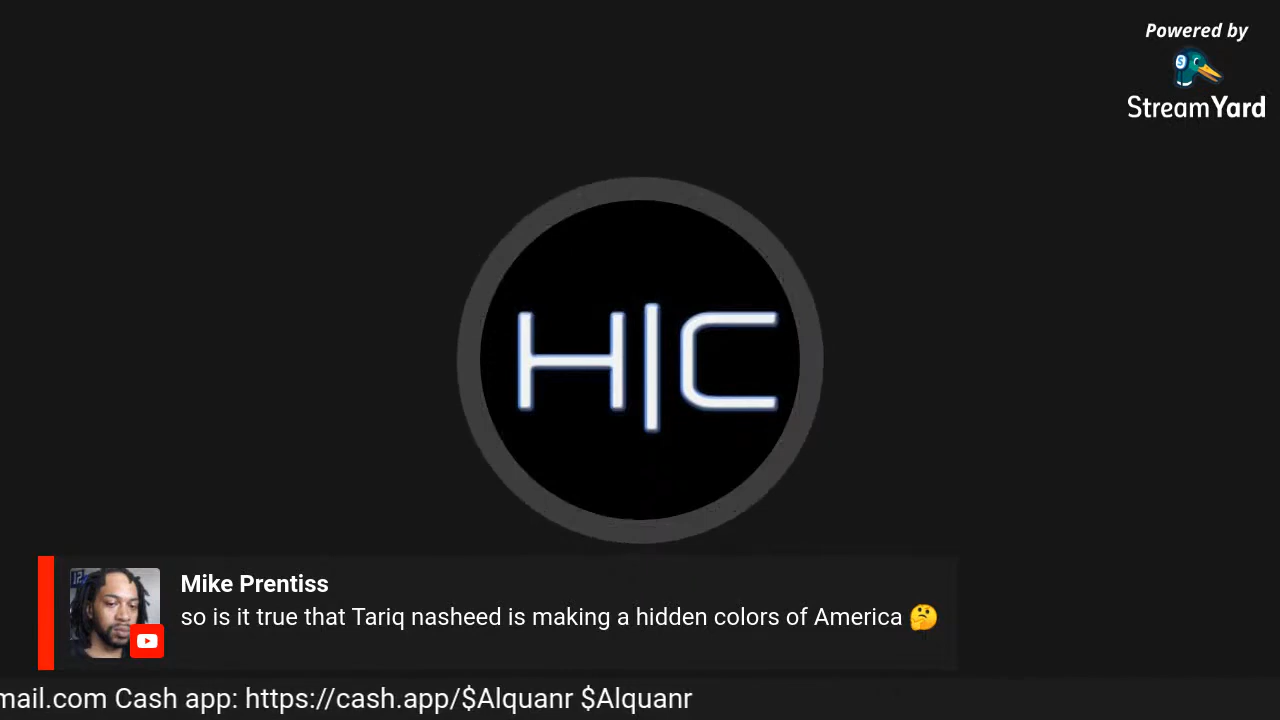 Powered by
StreamYard
H|C
Mike Prentiss
so is it true that Tariq nasheed is making a hidden colors of America 🤔
mail.com Cash app: https://cash.app/$Alquanr $Alquanr